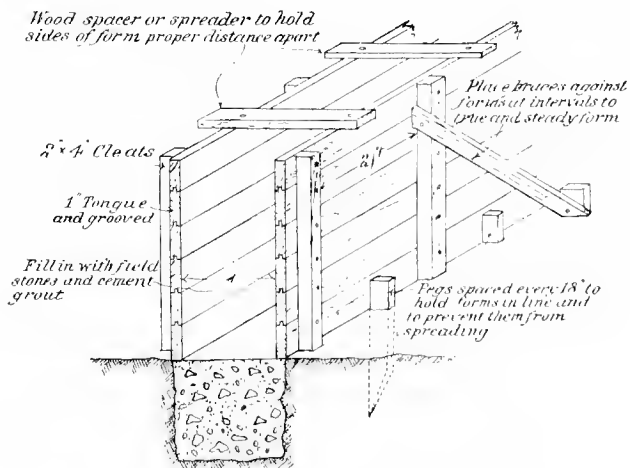 Wood spacer or spreader to hold
sides of form proper distance apart
Place braces against
forms at intervals to
true and steady form
2" x 4" Cleats
1" Tongue
and grooved
Fill in with field
stones and cement
grout
Pegs spaced every 18" to
hold forms in line and
to prevent them from
spreading